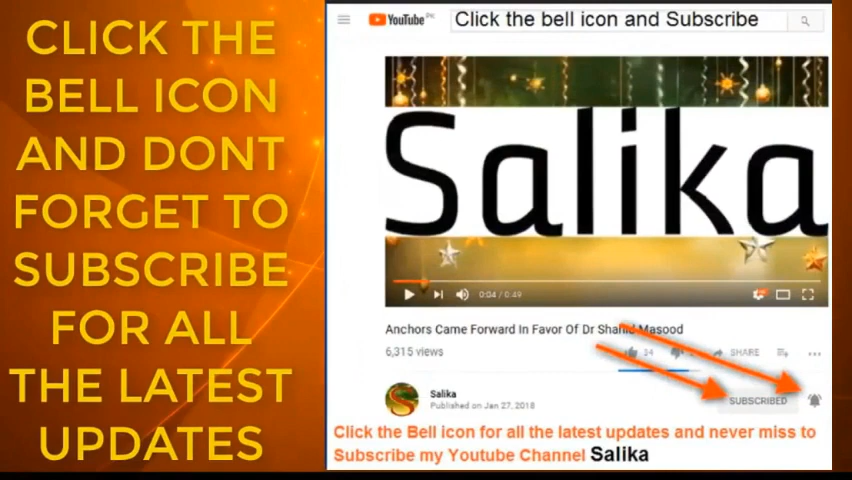 CLICK THE
BELL ICON
AND DONT
FORGET TO
SUBSCRIBE
FOR ALL
THE LATEST
UPDATES
YouTube PK
Click the bell icon and Subscribe
Salika
0:04 / 0:49
Anchors Came Forward In Favor Of Dr Shahid Masood
6,315 views
34
SHARE
Salika
Published on Jan 27, 2018
SUBSCRIBED
Click the Bell icon for all the latest updates and never miss to
Subscribe my Youtube Channel Salika